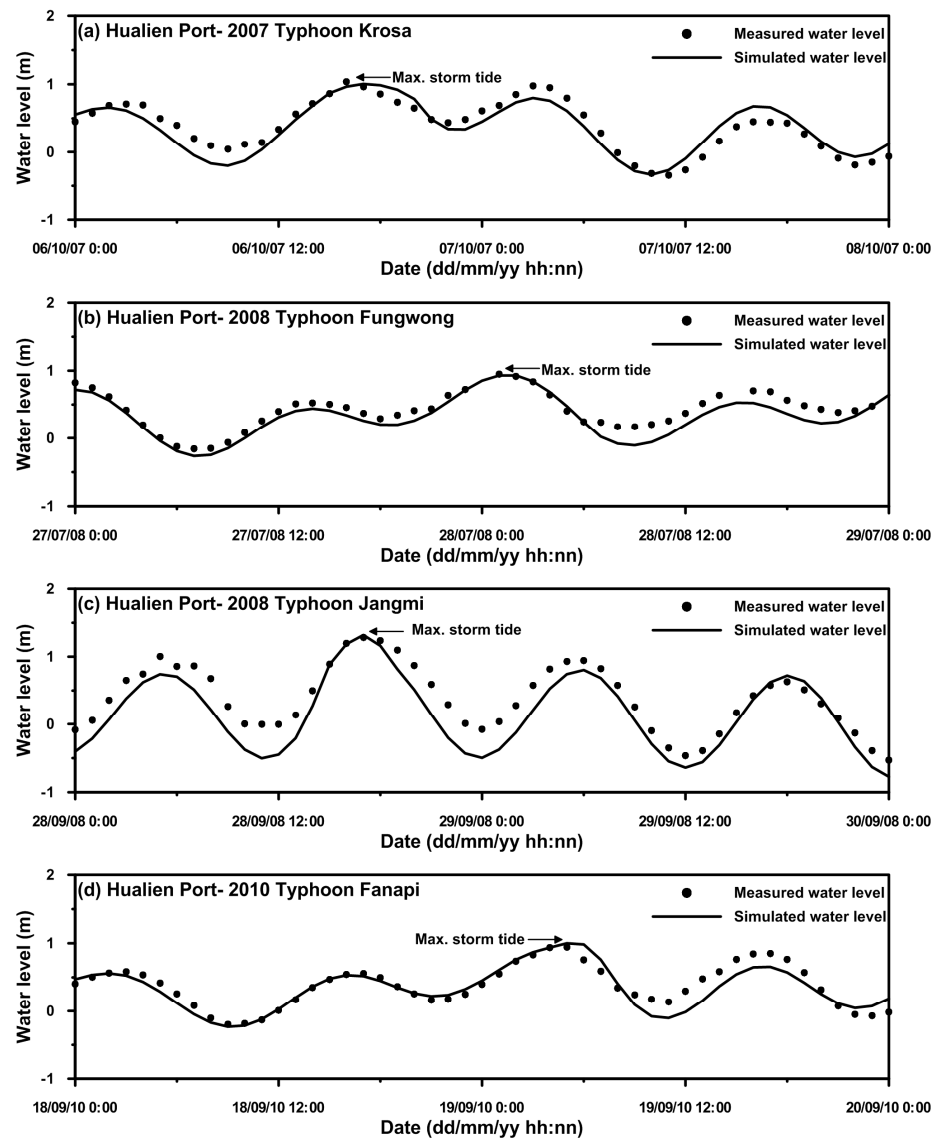 (a) Hualien Port- 2007 Typhoon Krosa
Measured water level
Simulated water level
Max. storm tide
Water level (m)
2
1
0
-1
06/10/07 0:00 06/10/07 12:00 07/10/07 0:00 07/10/07 12:00 08/10/07 0:00
Date (dd/mm/yy hh:nn)
(b) Hualien Port- 2008 Typhoon Fungwong
Measured water level
Simulated water level
Max. storm tide
Water level (m)
2
1
0
-1
27/07/08 0:00 27/07/08 12:00 28/07/08 0:00 28/07/08 12:00 29/07/08 0:00
Date (dd/mm/yy hh:nn)
(c) Hualien Port- 2008 Typhoon Jangmi
Measured water level
Simulated water level
Max. storm tide
Water level (m)
2
1
0
-1
28/09/08 0:00 28/09/08 12:00 29/09/08 0:00 29/09/08 12:00 30/09/08 0:00
Date (dd/mm/yy hh:nn)
(d) Hualien Port- 2010 Typhoon Fanapi
Measured water level
Simulated water level
Max. storm tide
Water level (m)
2
1
0
-1
18/09/10 0:00 18/09/10 12:00 19/09/10 0:00 19/09/10 12:00 20/09/10 0:00
Date (dd/mm/yy hh:nn)